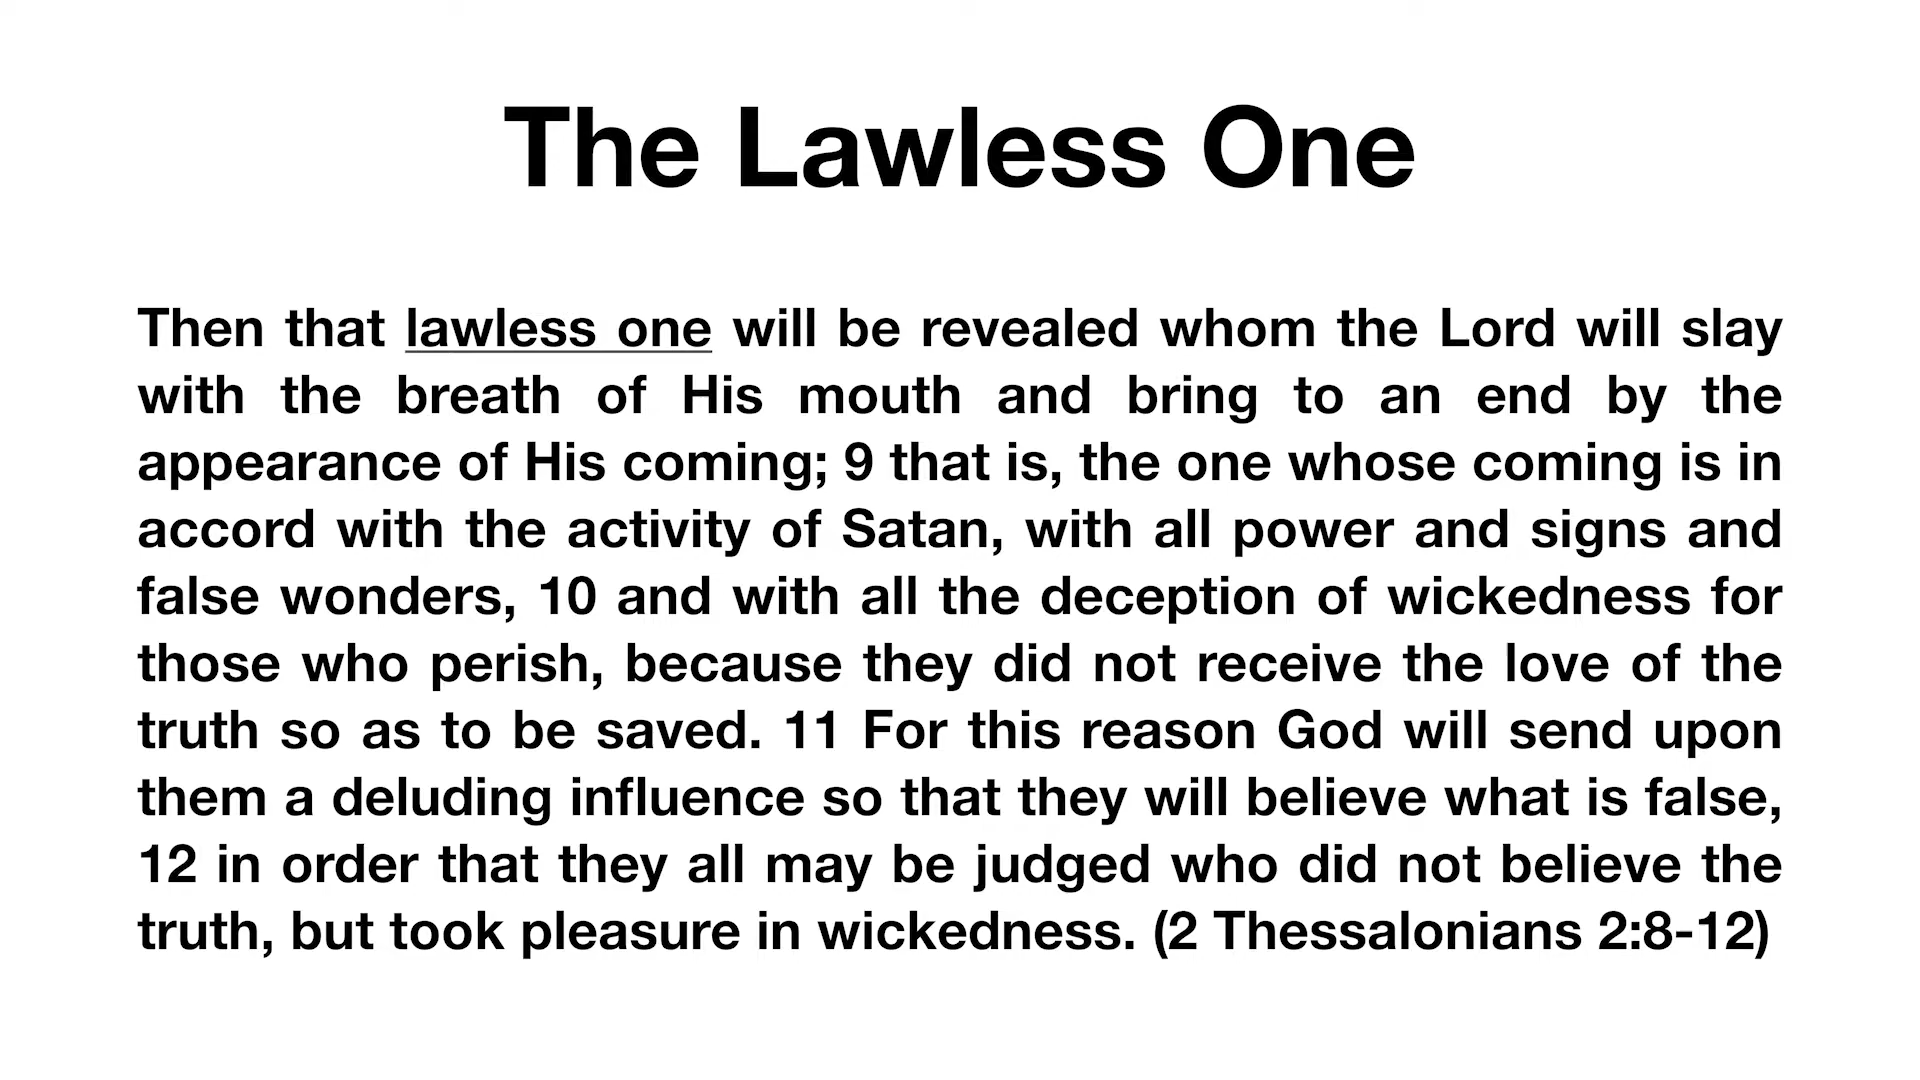 The Lawless One
Then that lawless one will be revealed whom the Lord will slay
with the breath of His mouth and bring to an end by the
appearance of His coming; 9 that is, the one whose coming is in
accord with the activity of Satan, with all power and signs and
false wonders, 10 and with all the deception of wickedness for
those who perish, because they did not receive the love of the
truth so as to be saved. 11 For this reason God will send upon
them a deluding influence so that they will believe what is false,
12 in order that they all may be judged who did not believe the
truth, but took pleasure in wickedness. (2 Thessalonians 2:8-12)